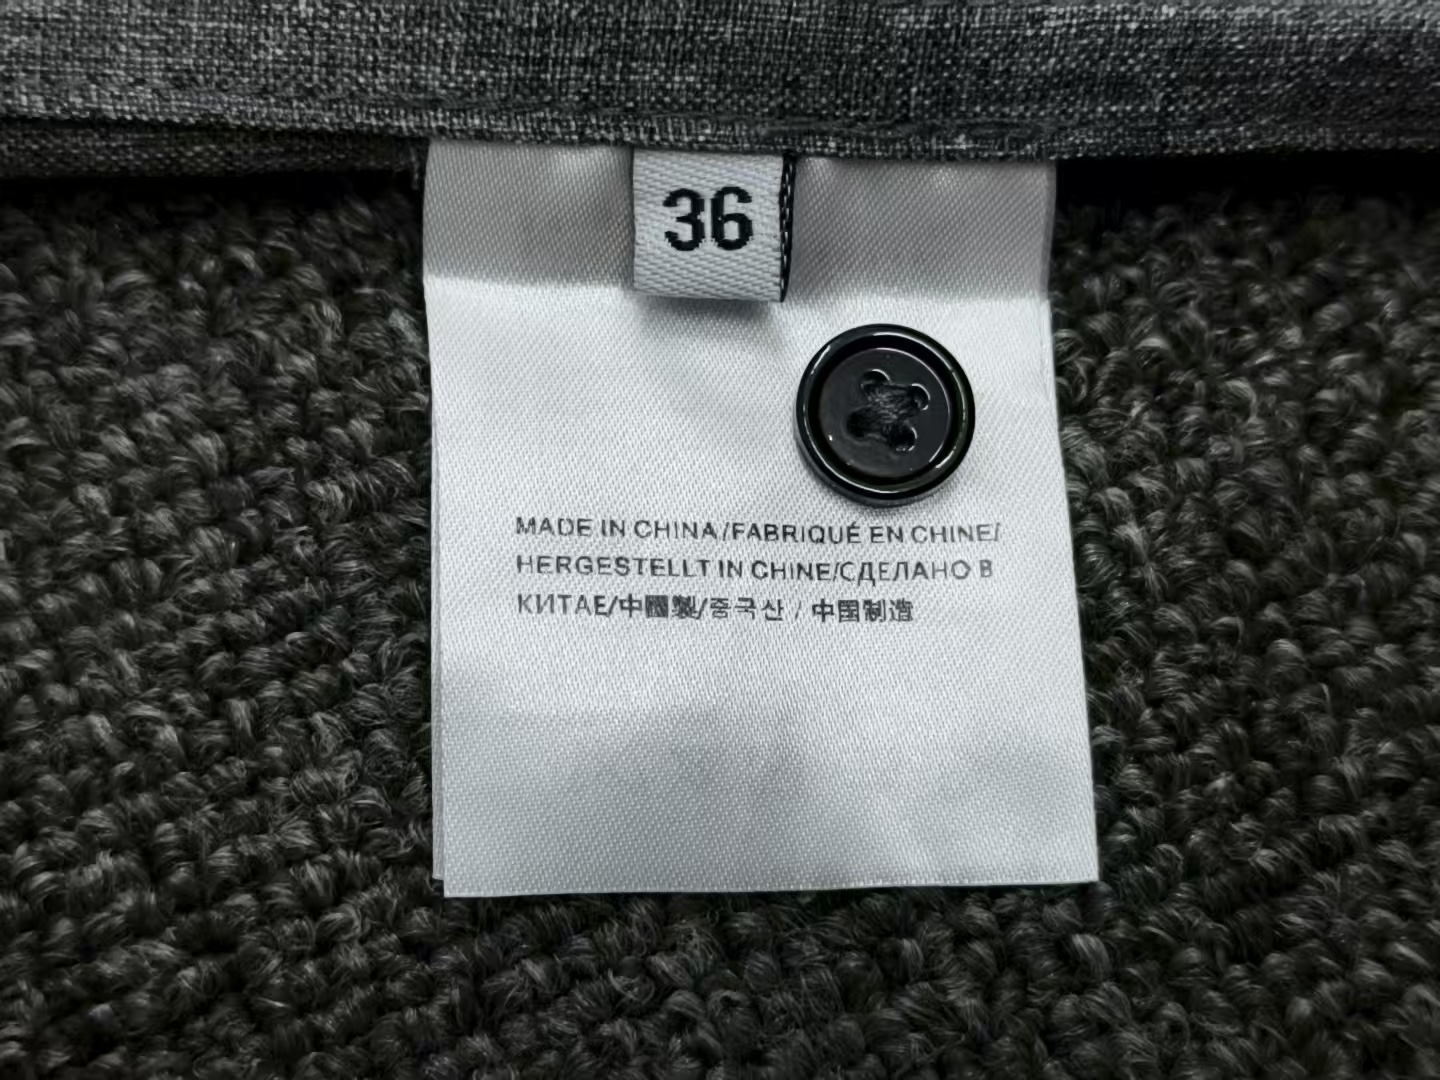 36
MADE IN CHINA/FABRIQUÉ EN CHINE/
HERGESTELLT IN CHINE/СДЕЛАНО В
КИТАЕ/中國製/중국산 / 中国制造